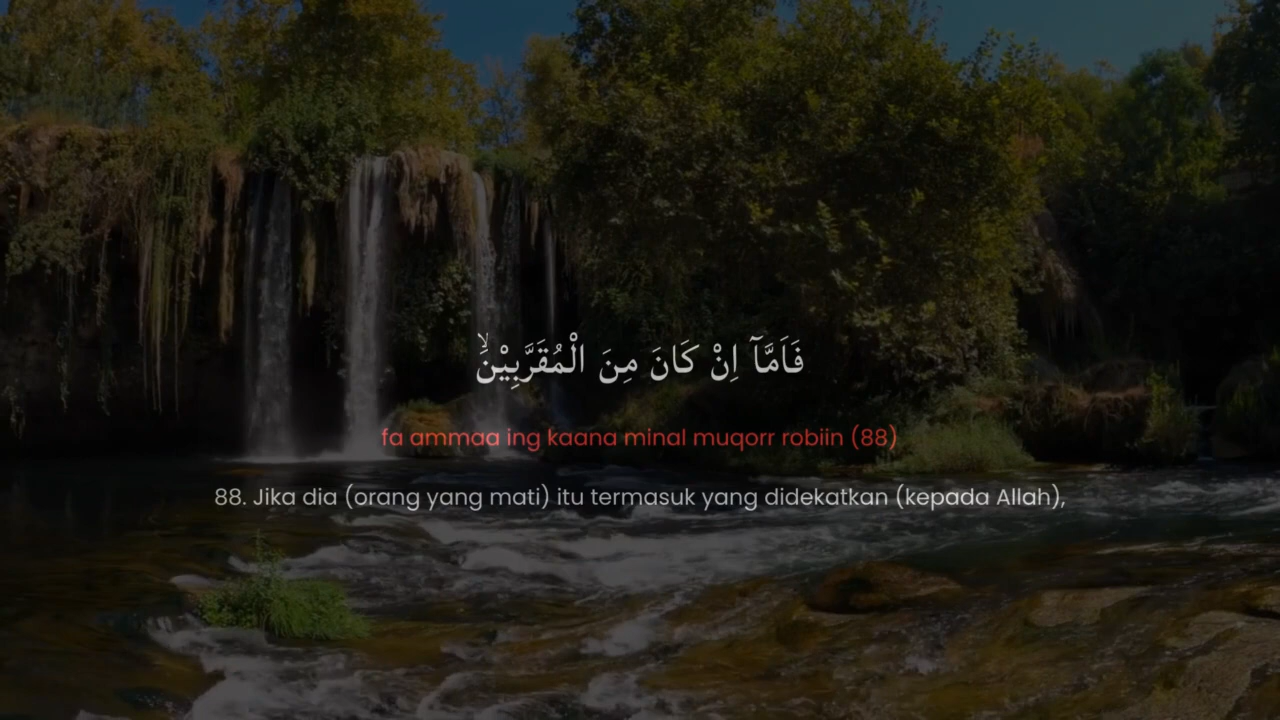 فَاَمَّآ اِنْ كَانَ مِنَ الْمُقَرَّبِيْنَۙ
fa ammaa ing kaana minal muqorr robiin (88)
88. Jika dia (orang yang mati) itu termasuk yang didekatkan (kepada Allah),